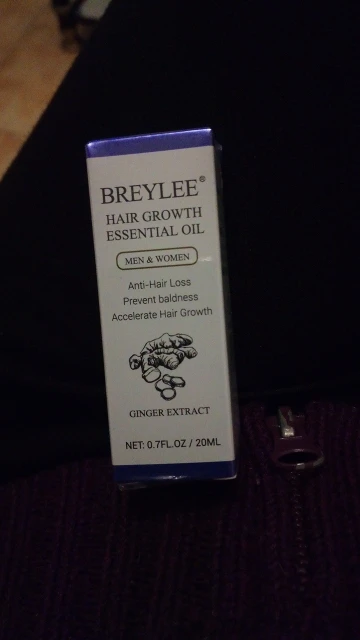 BREYLEE®
HAIR GROWTH
ESSENTIAL OIL
MEN & WOMEN
Anti-Hair Loss
Prevent baldness
Accelerate Hair Growth
GINGER EXTRACT
NET: 0.7FL.OZ / 20ML